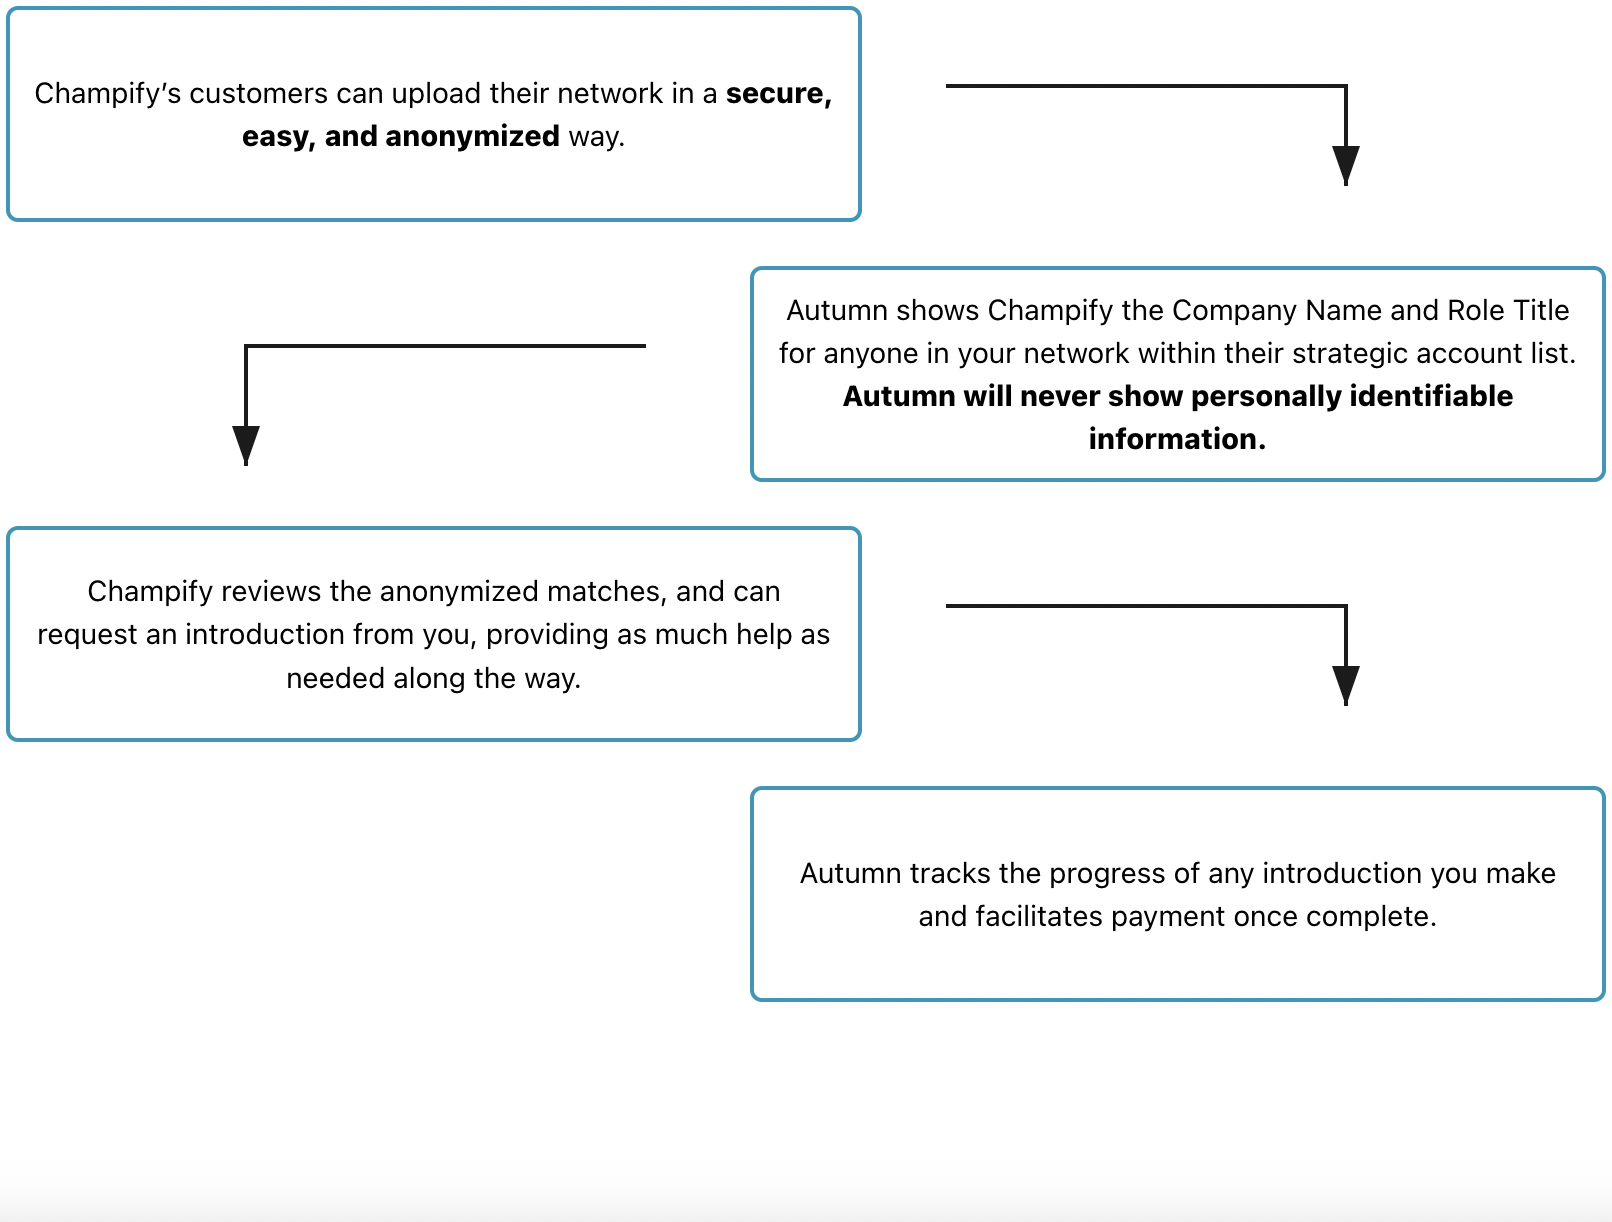 Champify’s customers can upload their network in a secure,
easy, and anonymized way.
Autumn shows Champify the Company Name and Role Title
for anyone in your network within their strategic account list.
Autumn will never show personally identifiable
information.
Champify reviews the anonymized matches, and can
request an introduction from you, providing as much help as
needed along the way.
Autumn tracks the progress of any introduction you make
and facilitates payment once complete.